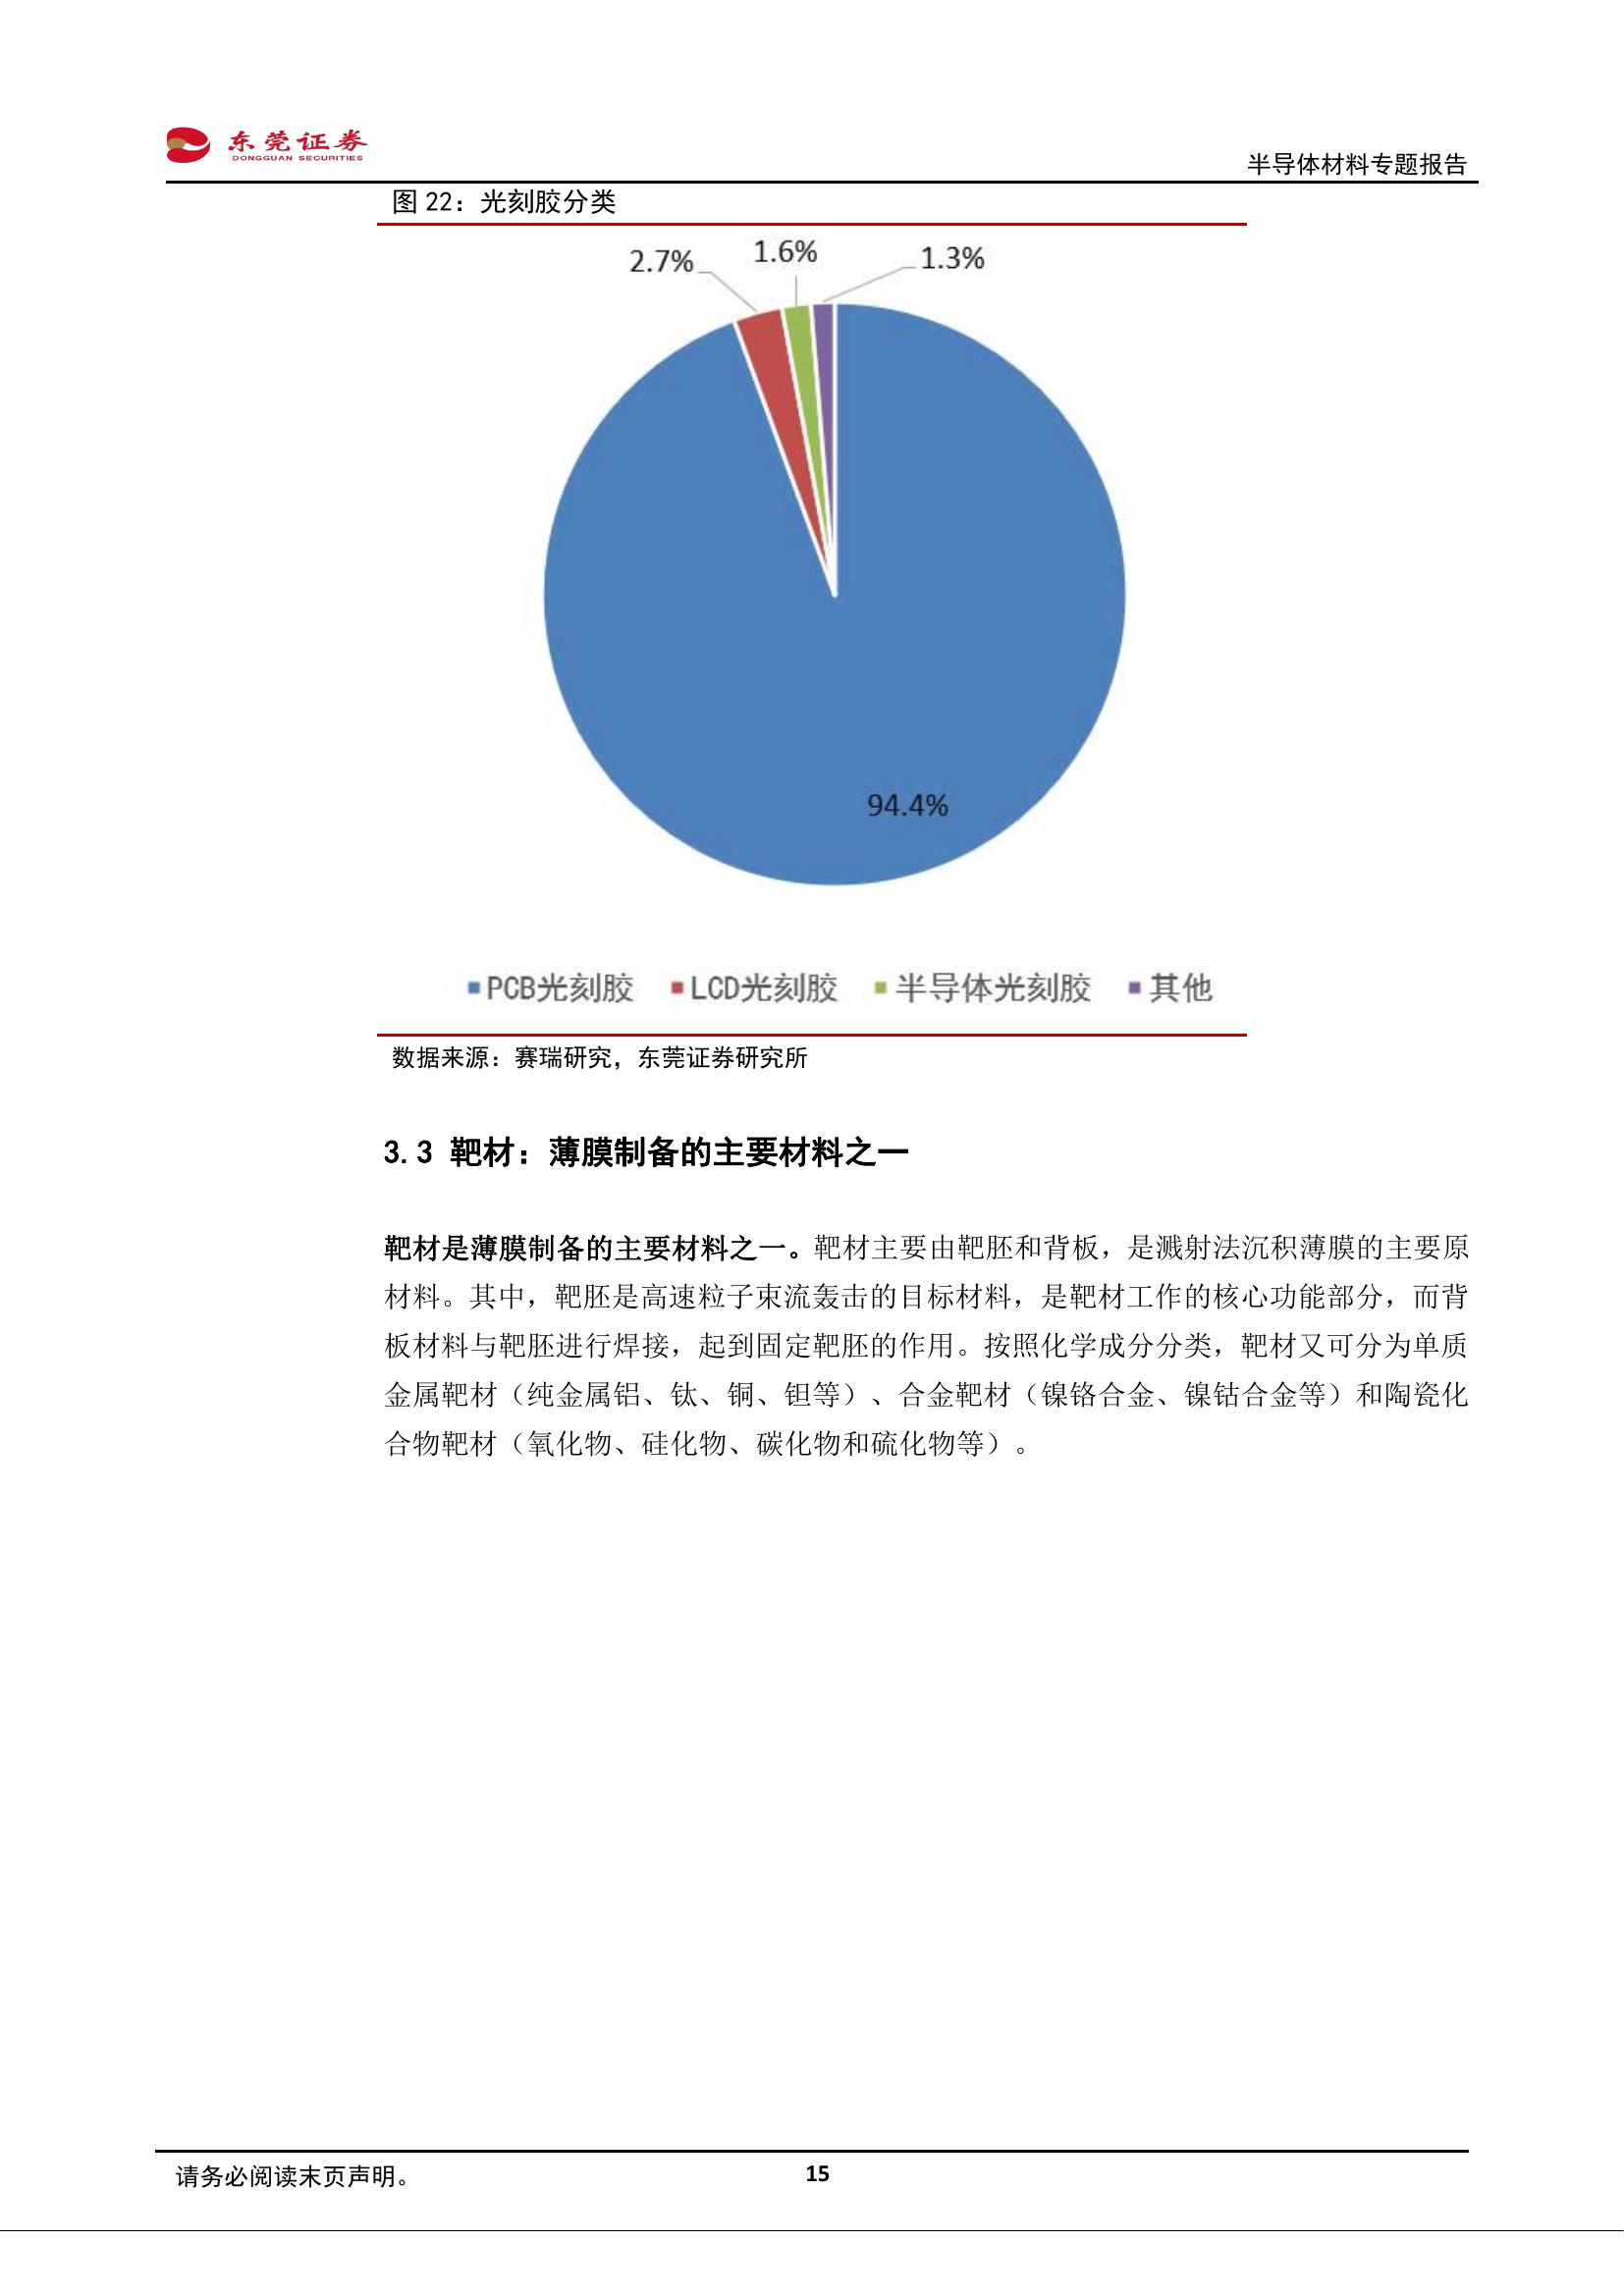 东莞证券
DONGGUAN SECURITIES
半导体材料专题报告
图 22：光刻胶分类
2.7%
1.6%
1.3%
94.4%
PCB光刻胶 LCD光刻胶 半导体光刻胶 其他
数据来源：赛瑞研究，东莞证券研究所
3.3 靶材：薄膜制备的主要材料之一
靶材是薄膜制备的主要材料之一。靶材主要由靶胚和背板，是溅射法沉积薄膜的主要原
材料。其中，靶胚是高速粒子束流轰击的目标材料，是靶材工作的核心功能部分，而背
板材料与靶胚进行焊接，起到固定靶胚的作用。按照化学成分分类，靶材又可分为单质
金属靶材（纯金属铝、钛、铜、钽等）、合金靶材（镍铬合金、镍钴合金等）和陶瓷化
合物靶材（氧化物、硅化物、碳化物和硫化物等）。
请务必阅读末页声明。
15